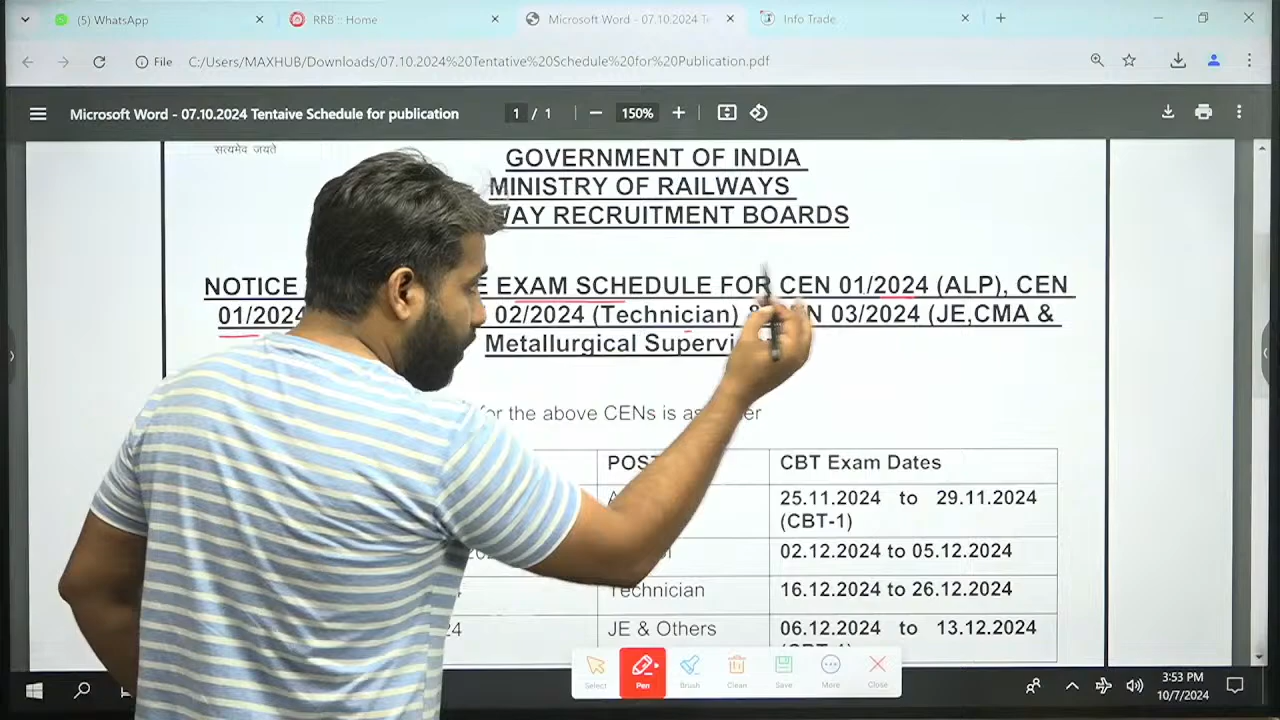 (5) WhatsApp
RRB :: Home
Microsoft Word - 07.10.2024 Te
Info Trade
File
C:/Users/MAXHUB/Downloads/07.10.2024%20Tentative%20Schedule%20for%20Publication.pdf
Microsoft Word - 07.10.2024 Tentaive Schedule for publication
1 / 1
150%
सत्यमेव जयते
GOVERNMENT OF INDIA
MINISTRY OF RAILWAYS
WAY RECRUITMENT BOARDS
NOTICE E EXAM SCHEDULE FOR CEN 01/2024 (ALP), CEN
01/2024 02/2024 (Technician) & N 03/2024 (JE,CMA &
Metallurgical Supervi
for the above CENs is as er
POST CBT Exam Dates
25.11.2024 to 29.11.2024
(CBT-1)
02.12.2024 to 05.12.2024
Technician 16.12.2024 to 26.12.2024
24 JE & Others 06.12.2024 to 13.12.2024
Select Pen Brush Clean Save More Close
3:53 PM
10/7/2024